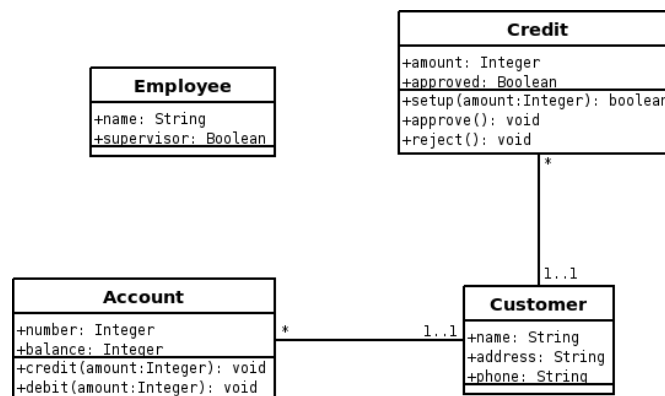 Credit
+amount: Integer
+approved: Boolean
+setup(amount:Integer): boolean
+approve(): void
+reject(): void
Employee
+name: String
+supervisor: Boolean
*
1..1
Account
+number: Integer
+balance: Integer
+credit(amount:Integer): void
+debit(amount:Integer): void
*
1..1
Customer
+name: String
+address: String
+phone: String